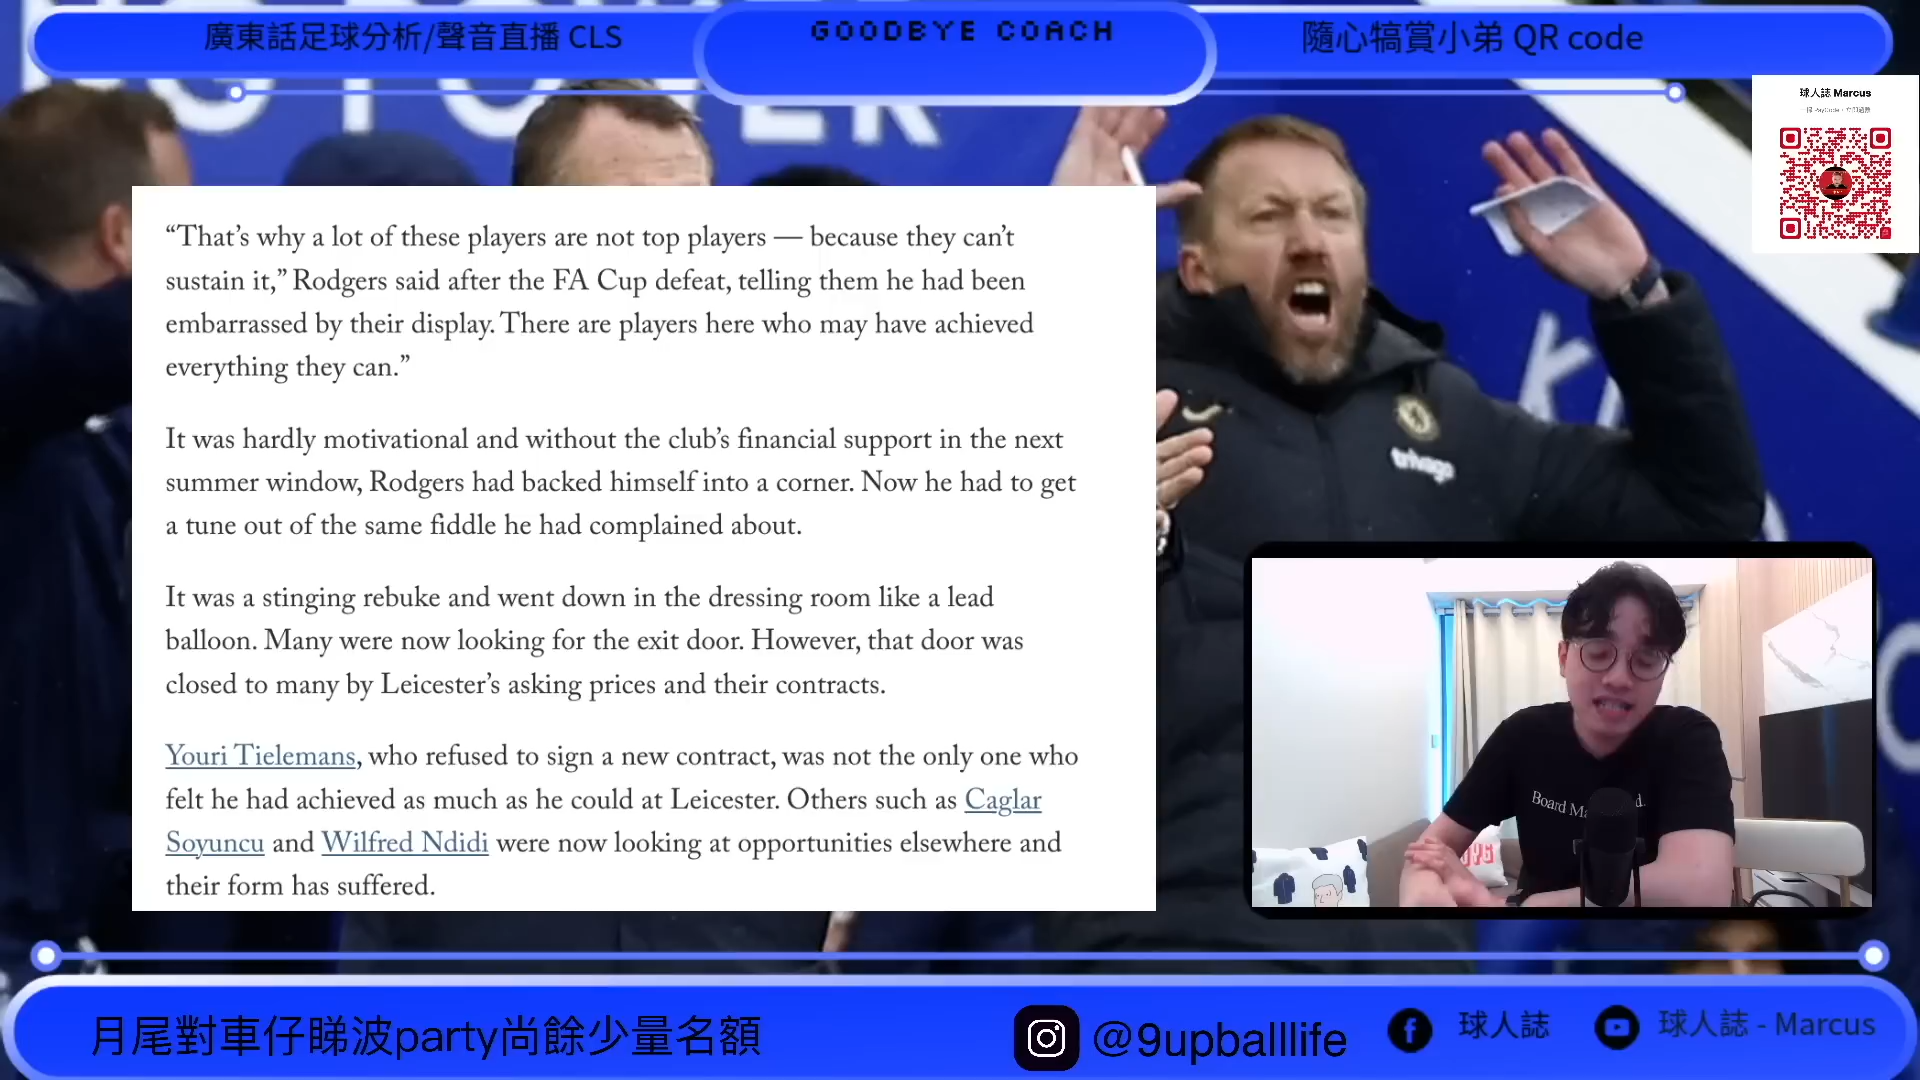 廣東話足球分析/聲音直播 CLS
GOODBYE COACH
隨心犒賞小弟 QR code
球人誌 Marcus
“That’s why a lot of these players are not top players — because they can’t
sustain it,” Rodgers said after the FA Cup defeat, telling them he had been
embarrassed by their display. There are players here who may have achieved
everything they can.”
It was hardly motivational and without the club’s financial support in the next
summer window, Rodgers had backed himself into a corner. Now he had to get
a tune out of the same fiddle he had complained about.
It was a stinging rebuke and went down in the dressing room like a lead
balloon. Many were now looking for the exit door. However, that door was
closed to many by Leicester’s asking prices and their contracts.
Youri Tielemans, who refused to sign a new contract, was not the only one who
felt he had achieved as much as he could at Leicester. Others such as Caglar
Soyuncu and Wilfred Ndidi were now looking at opportunities elsewhere and
their form has suffered.
trivago
Board
月尾對車仔睇波party尚餘少量名額
@9upballlife
球人誌
球人誌 - Marcus